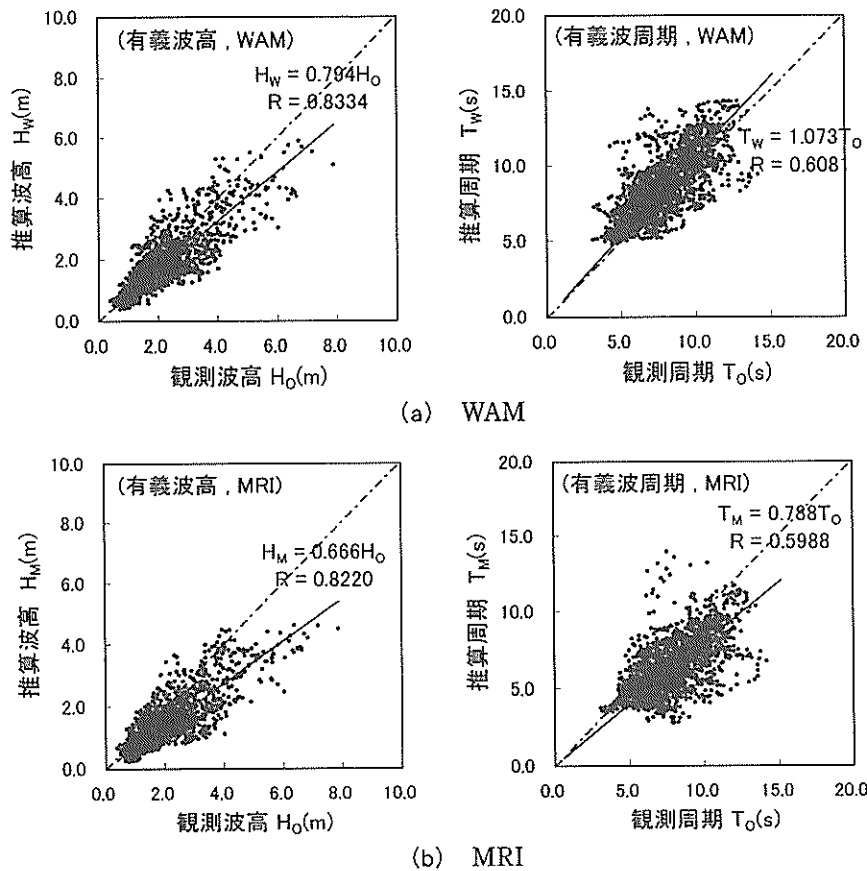 10.0
(有義波高 , WAM)
H_W = 0.794H_O
R = 0.8334
8.0
6.0
4.0
2.0
0.0
推算波高 H_W(m)
0.0 2.0 4.0 6.0 8.0 10.0
観測波高 H_O(m)
20.0
(有義波周期 , WAM)
T_W = 1.073T_O
R = 0.608
15.0
10.0
5.0
0.0
推算周期 T_W(s)
0.0 5.0 10.0 15.0 20.0
観測周期 T_O(s)
(a) WAM
10.0
(有義波高 , MRI)
H_M = 0.666H_O
R = 0.8220
8.0
6.0
4.0
2.0
0.0
推算波高 H_M(m)
0.0 2.0 4.0 6.0 8.0 10.0
観測波高 H_O(m)
20.0
(有義波周期 , MRI)
T_M = 0.788T_O
R = 0.5988
15.0
10.0
5.0
0.0
推算周期 T_M(s)
0.0 5.0 10.0 15.0 20.0
観測周期 T_O(s)
(b) MRI